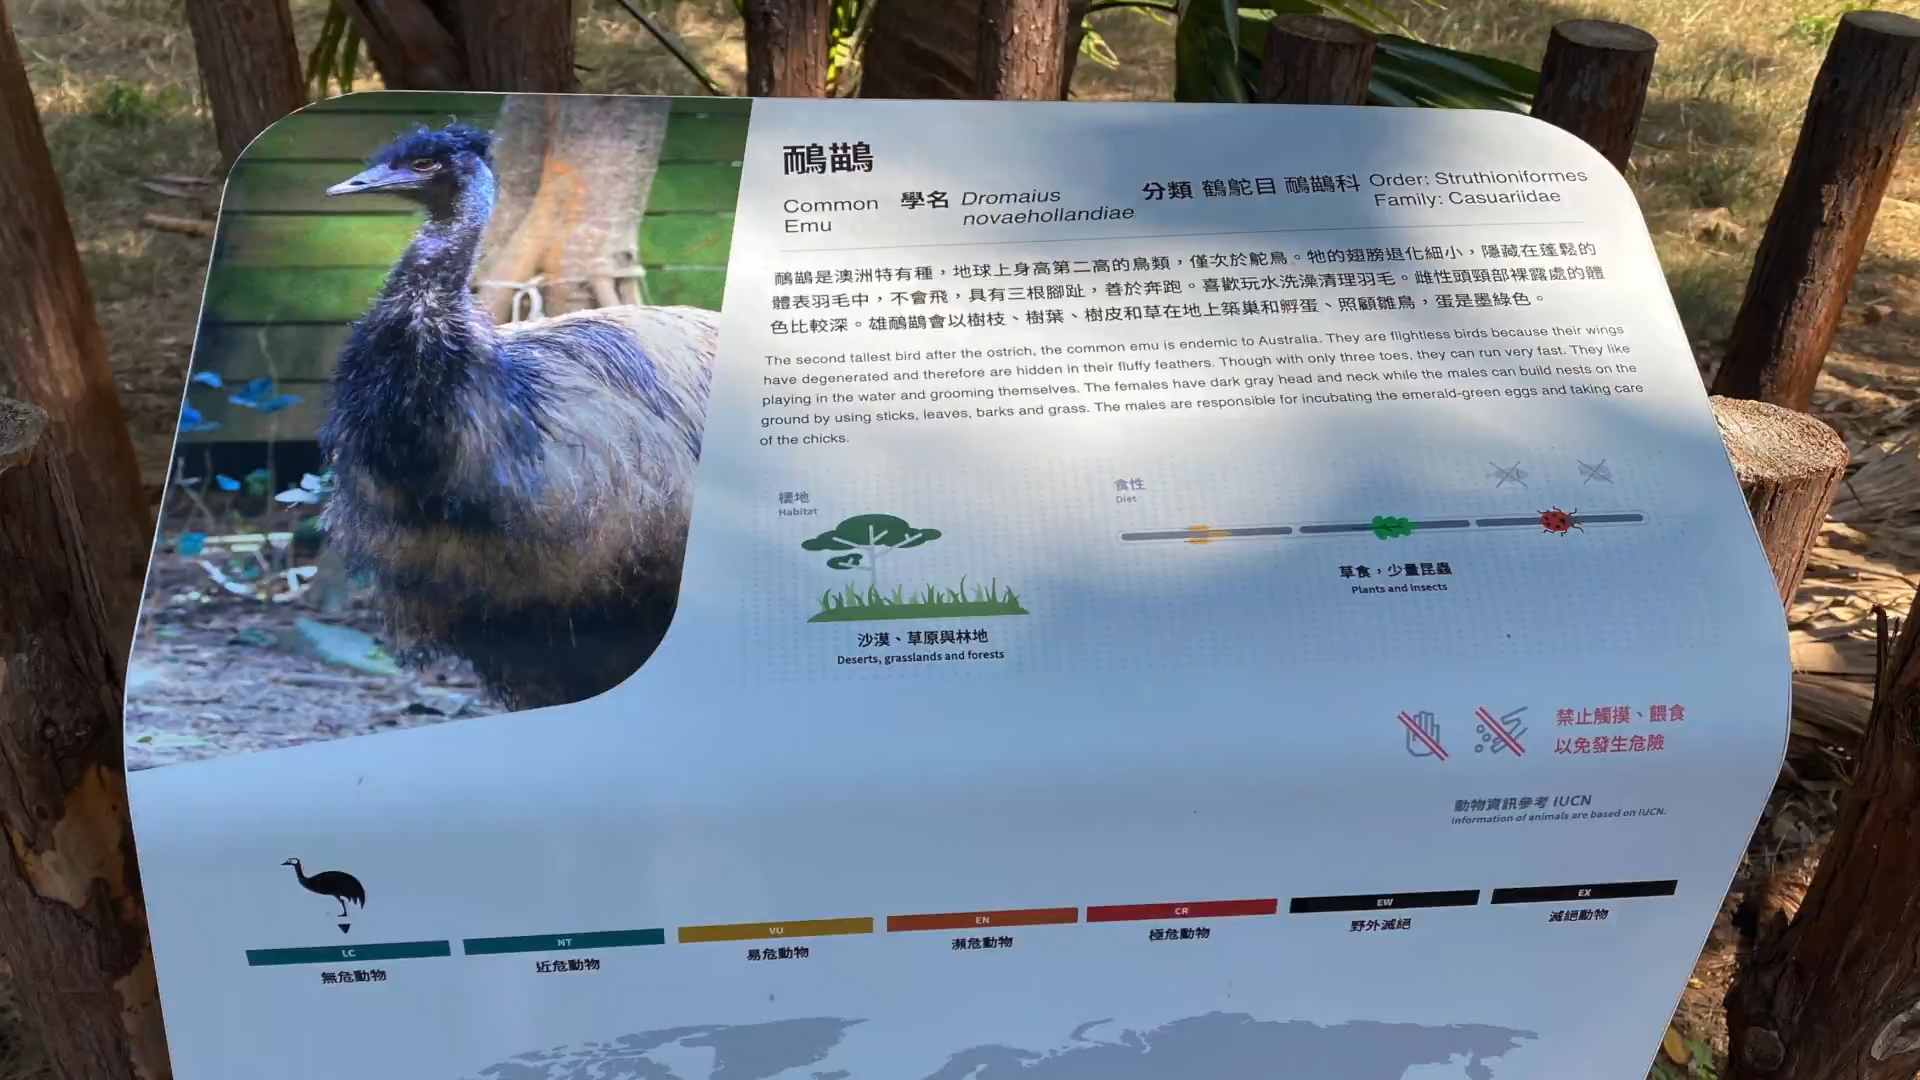 鴯鶓
Common
Emu
學名 Dromaius
novaehollandiae
分類 鶴鴕目 鴯鶓科 Order: Struthioniformes
Family: Casuariidae
鴯鶓是澳洲特有種，地球上身高第二高的鳥類，僅次於鴕鳥。牠的翅膀退化細小，隱藏在蓬鬆的
體表羽毛中，不會飛，具有三根腳趾，善於奔跑。喜歡玩水洗澡清理羽毛。雌性頭頸部裸露處的體
色比較深。雄鴯鶓會以樹枝、樹葉、樹皮和草在地上築巢和孵蛋、照顧雛鳥，蛋是墨綠色。
The second tallest bird after the ostrich, the common emu is endemic to Australia. They are flightless birds because their wings
have degenerated and therefore are hidden in their fluffy feathers. Though with only three toes, they can run very fast. They like
playing in the water and grooming themselves. The females have dark gray head and neck while the males can build nests on the
ground by using sticks, leaves, barks and grass. The males are responsible for incubating the emerald-green eggs and taking care
of the chicks.
棲地
Habitat
沙漠、草原與林地
Deserts, grasslands and forests
食性
Diet
草食，少量昆蟲
Plants and insects
禁止觸摸、餵食
以免發生危險
動物資訊參考 IUCN
Information of animals are based on IUCN.
LC
無危動物
NT
近危動物
VU
易危動物
EN
瀕危動物
CR
極危動物
EW
野外滅絕
EX
滅絕動物